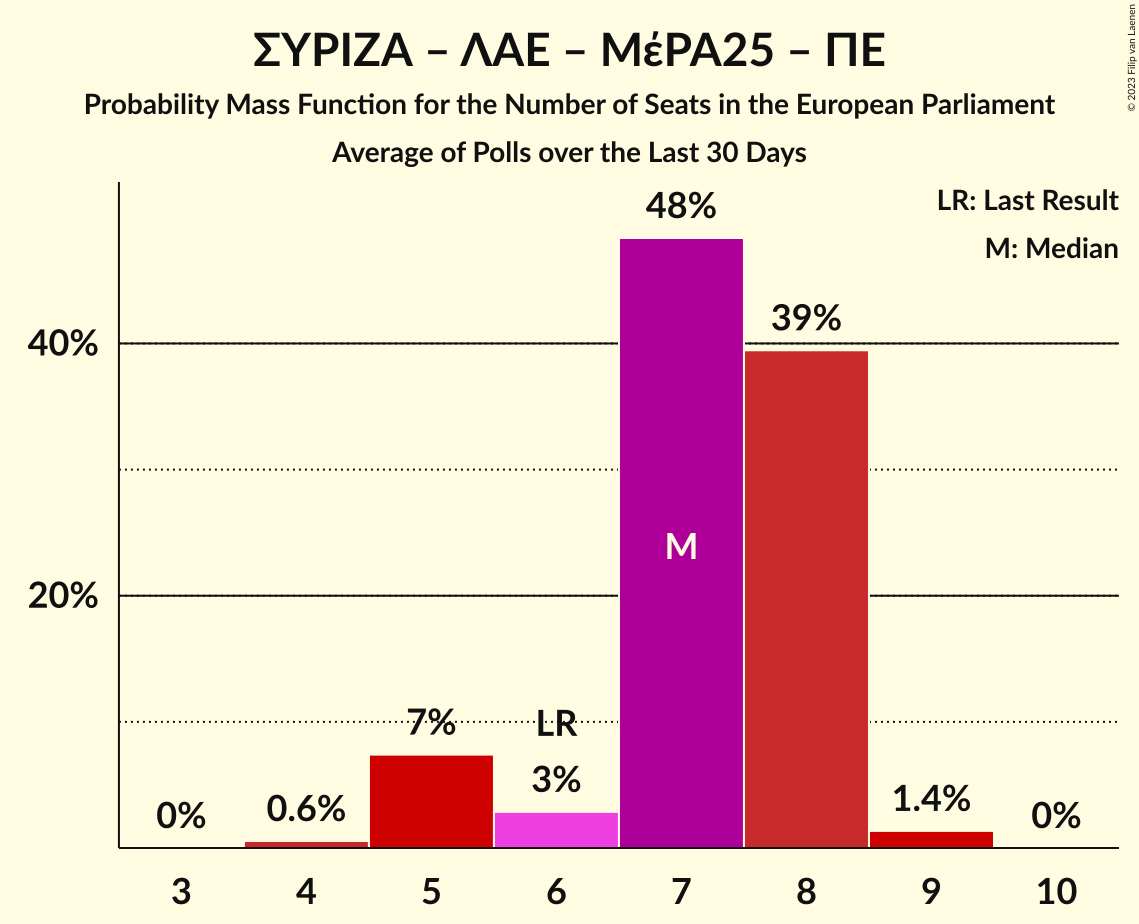 ΣΥΡΙΖΑ – ΛΑΕ – ΜέΡΑ25 – ΠΕ
Probability Mass Function for the Number of Seats in the European Parliament
Average of Polls over the Last 30 Days
© 2023 Filip van Laenen
LR: Last Result
M: Median
48%
39%
40%
M
20%
7%
LR
3%
0%
0.6%
1.4%
0%
3 4 5 6 7 8 9 10